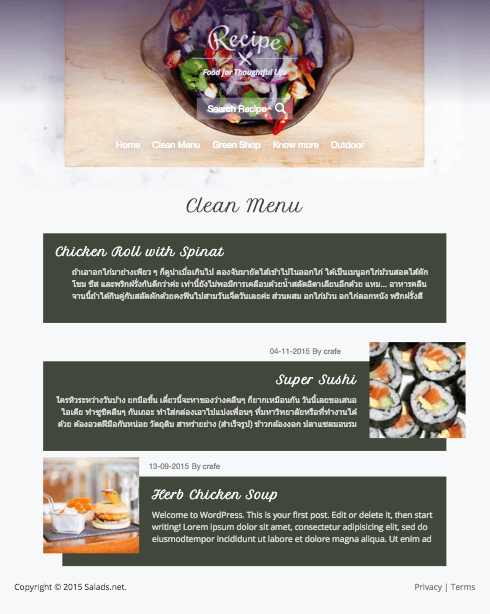 Recipe
Food for Thoughtful Life
Search Recipe
Home Clean Menu Green Shop Know more Outdoor
Clean Menu
Chicken Roll with Spinat
ถ้าเอาอกไก่มาย่างเพียว ๆ ก็ดูน่าเบื่อเกินไป ลองจับมายัดไส้เข้าไปในอกไก่ ได้เป็นเมนูอกไก่ม้วนสอดไส้ผัก
โขม ชีส และพริกฝรั่งกันดีกว่าค่ะ เท่านี้ยังไม่พอมีการเคลือบด้วยน้ำสลัดอิตาเลียนอีกด้วย แหม... อาหารคลีน
จานนี้ถ้าได้กินคู่กับสลัดผักด้วยคงฟินไปสามวันเจ็ดวันเลยค่ะ ส่วนผสม อกไก่ม้วน อกไก่ลอกหนัง พริกฝรั่งสี
04-11-2015 By crafe
Super Sushi
ใครหิวระหว่างวันบ้าง ยกมือขึ้น เดี๋ยวนี้จะหาของว่างคลีนๆ ก็ยากเหมือนกัน วันนี้เลยขอเสนอ
ไอเดีย ทำซูชิคลีนๆ กันเถอะ ทำใส่กล่องเอาไปแบ่งเพื่อนๆ ที่มหาวิทยาลัยหรือที่ทำงานได้
ด้วย ต้องอวดฝีมือกันหน่อย วัตถุดิบ สาหร่ายย่าง (สำเร็จรูป) ข้าวกล้องงอก ปลาแซลมอนรม
13-09-2015 By crafe
Herb Chicken Soup
Welcome to WordPress. This is your first post. Edit or delete it, then start
writing! Lorem ipsum dolor sit amet, consectetur adipisicing elit, sed do
eiusmodtempor incididunt ut labore et dolore magna aliqua. Ut enim ad
Copyright © 2015 Salads.net.
Privacy | Terms